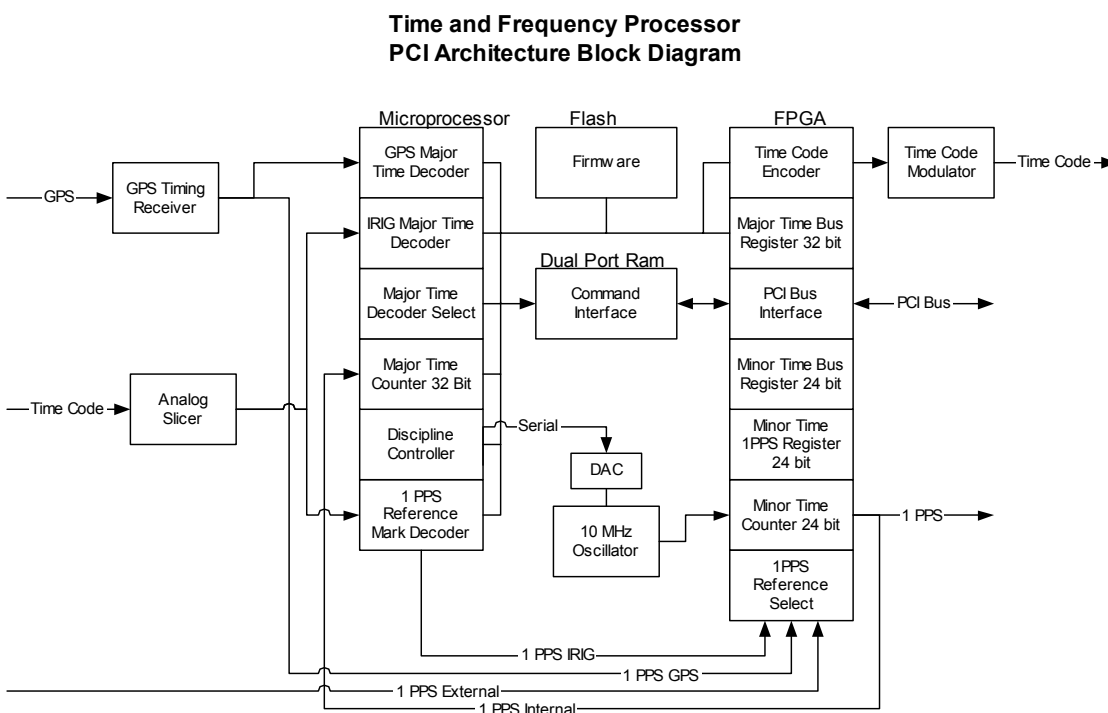 Time and Frequency Processor
PCI Architecture Block Diagram
Microprocessor
Flash
FPGA
GPS Major
Time Decoder
Firmware
Time Code
Encoder
Time Code
Modulator
Time Code
GPS
GPS Timing
Receiver
IRIG Major Time
Decoder
Major Time Bus
Register 32 bit
Dual Port Ram
Major Time
Decoder Select
Command
Interface
PCI Bus
Interface
PCI Bus
Major Time
Counter 32 Bit
Minor Time Bus
Register 24 bit
Time Code
Analog
Slicer
Discipline
Controller
Serial
Minor Time
1PPS Register
24 bit
DAC
1 PPS
Reference
Mark Decoder
10 MHz
Oscillator
Minor Time
Counter 24 bit
1 PPS
1PPS
Reference
Select
1 PPS IRIG
1 PPS GPS
1 PPS External
1 PPS Internal